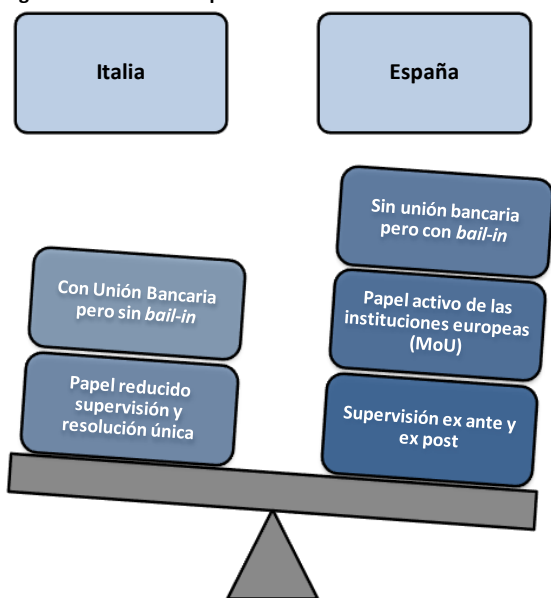 Italia
España
Sin unión bancaria
pero con bail-in
Con Unión Bancaria
pero sin bail-in
Papel activo de las
instituciones europeas
(MoU)
Papel reducido
supervisión y
resolución única
Supervisión ex ante y
ex post